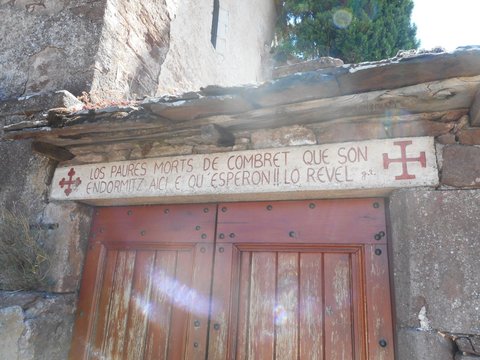 LOS PAURES MORTS DE COMBRET QUE SON
ENDORMITZ AICI E QU'ESPERON!! LO REVEL